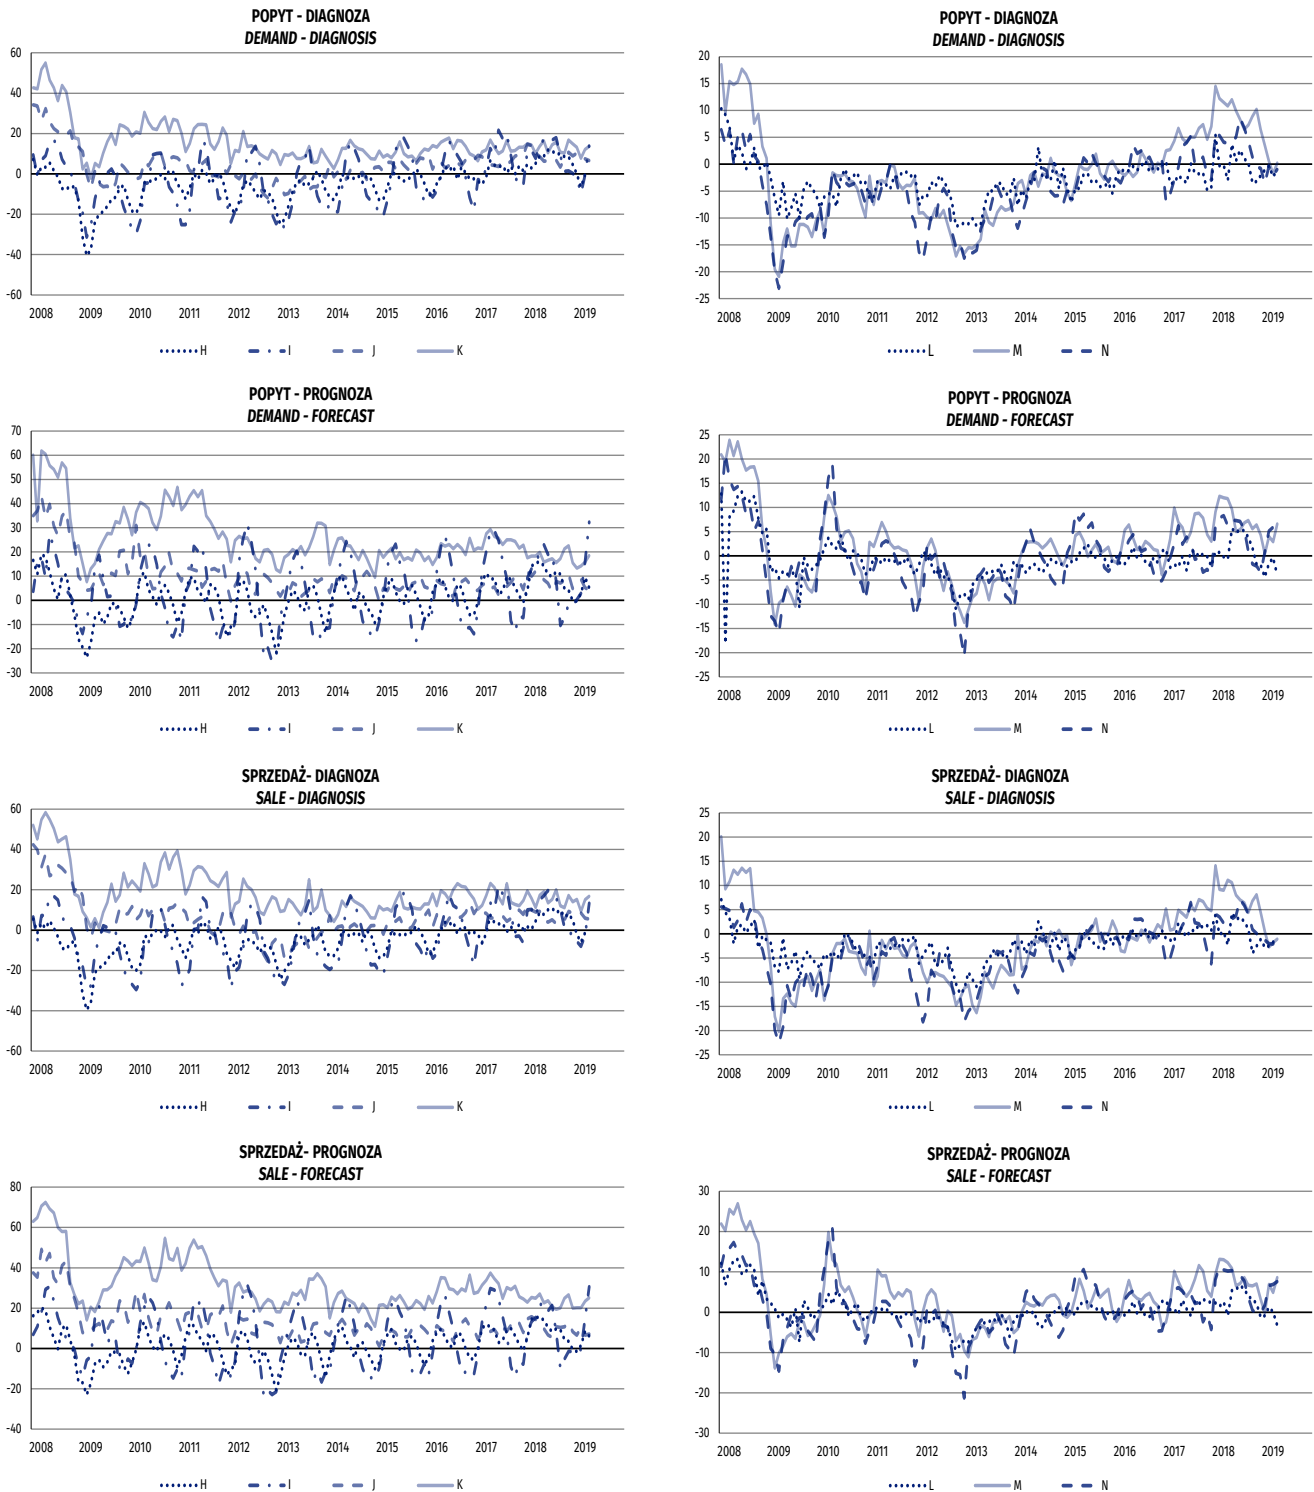 POPYT - DIAGNOZA
DEMAND - DIAGNOSIS
60
40
20
0
-20
-40
-60
2008 2009 2010 2011 2012 2013 2014 2015 2016 2017 2018 2019
H I J K
POPYT - DIAGNOZA
DEMAND - DIAGNOSIS
20
15
10
5
0
-5
-10
-15
-20
-25
2008 2009 2010 2011 2012 2013 2014 2015 2016 2017 2018 2019
L M N
POPYT - PROGNOZA
DEMAND - FORECAST
70
60
50
40
30
20
10
0
-10
-20
-30
2008 2009 2010 2011 2012 2013 2014 2015 2016 2017 2018 2019
H I J K
POPYT - PROGNOZA
DEMAND - FORECAST
25
20
15
10
5
0
-5
-10
-15
-20
-25
2008 2009 2010 2011 2012 2013 2014 2015 2016 2017 2018 2019
L M N
SPRZEDAŻ- DIAGNOZA
SALE - DIAGNOSIS
60
40
20
0
-20
-40
-60
2008 2009 2010 2011 2012 2013 2014 2015 2016 2017 2018 2019
H I J K
SPRZEDAŻ- DIAGNOZA
SALE - DIAGNOSIS
25
20
15
10
5
0
-5
-10
-15
-20
-25
2008 2009 2010 2011 2012 2013 2014 2015 2016 2017 2018 2019
L M N
SPRZEDAŻ- PROGNOZA
SALE - FORECAST
80
60
40
20
0
-20
-40
2008 2009 2010 2011 2012 2013 2014 2015 2016 2017 2018 2019
H I J K
SPRZEDAŻ- PROGNOZA
SALE - FORECAST
30
20
10
0
-10
-20
-30
2008 2009 2010 2011 2012 2013 2014 2015 2016 2017 2018 2019
L M N